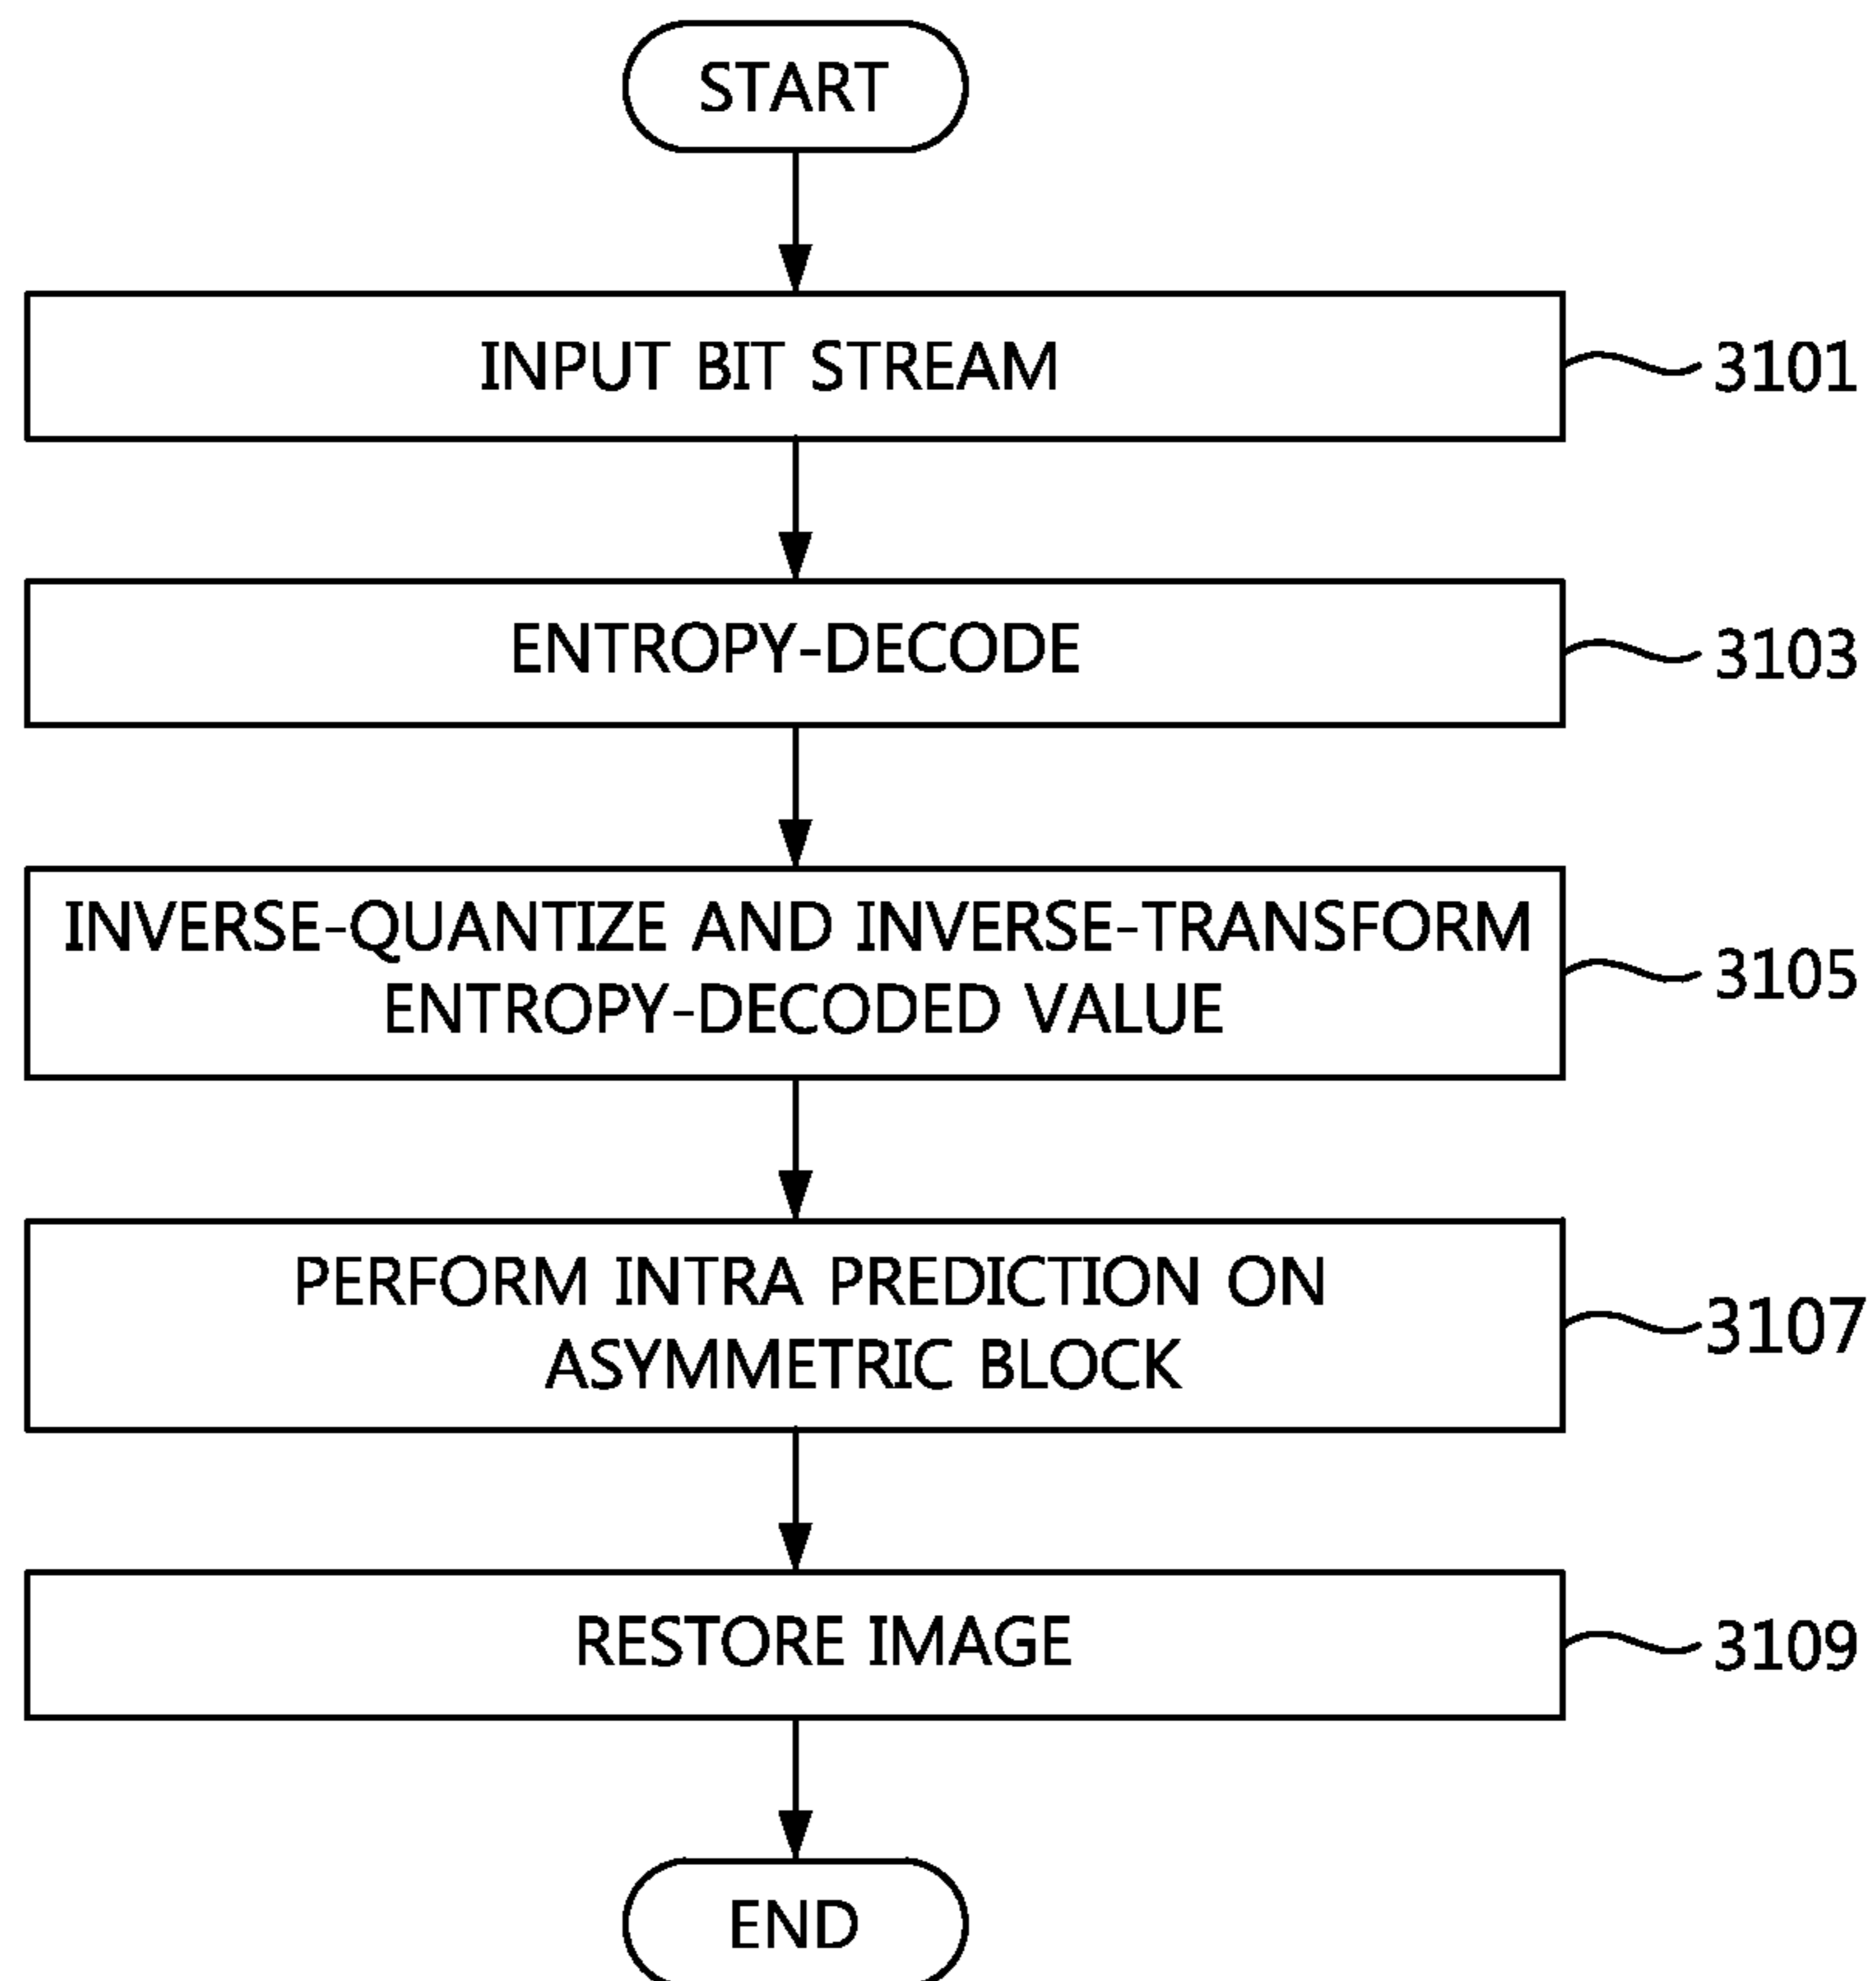 START
INPUT BIT STREAM
3101
ENTROPY-DECODE
3103
INVERSE-QUANTIZE AND INVERSE-TRANSFORM
ENTROPY-DECODED VALUE
3105
PERFORM INTRA PREDICTION ON
ASYMMETRIC BLOCK
3107
RESTORE IMAGE
3109
END